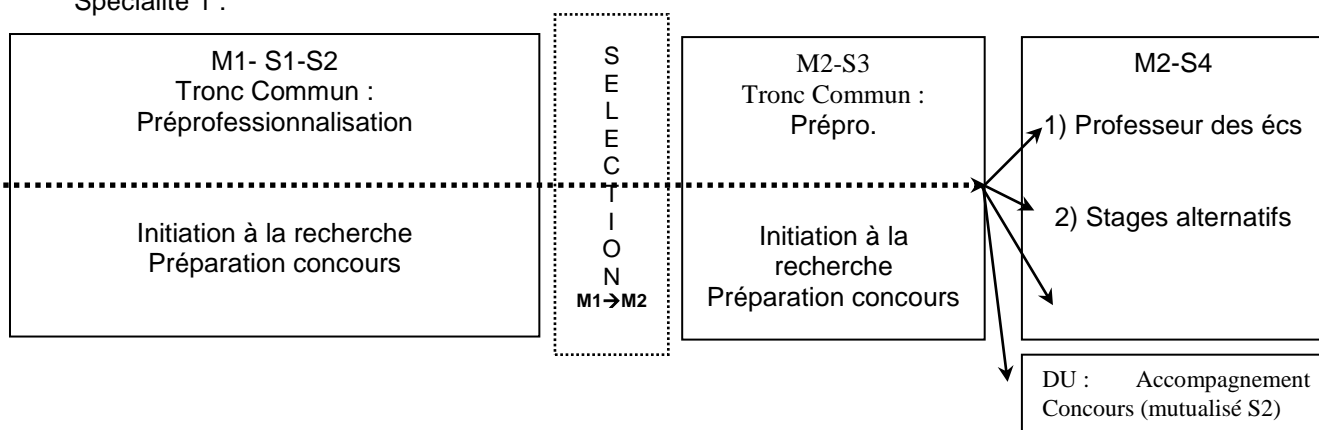 Spécialité 1 :
M1- S1-S2
Tronc Commun :
Préprofessionnalisation
Initiation à la recherche
Préparation concours
S
E
L
E
C
T
I
O
N
M1→M2
M2-S3
Tronc Commun :
Prépro.
Initiation à la
recherche
Préparation concours
M2-S4
1) Professeur des écs
2) Stages alternatifs
DU : Accompagnement
Concours (mutualisé S2)